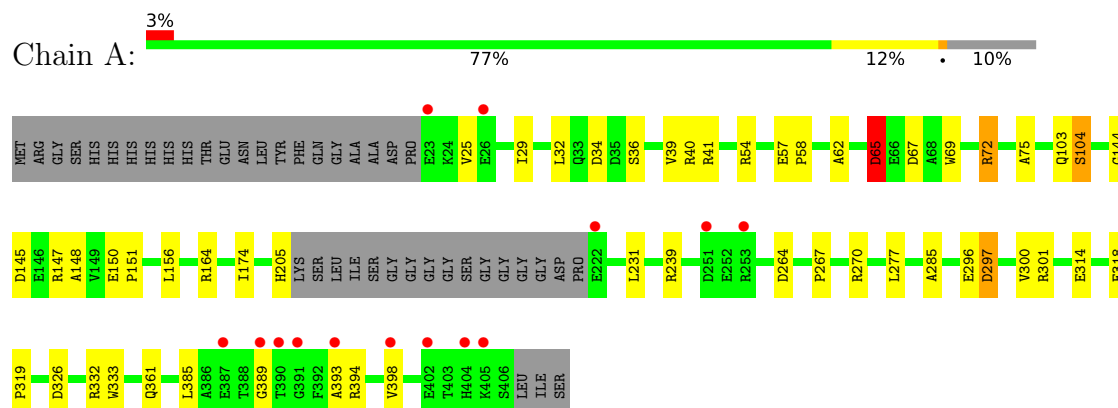 3%
Chain A:
77% 12% • 10%
MET ARG GLY SER HIS HIS HIS HIS HIS HIS THR GLU ASN LEU TYR PHE GLN GLY ALA ALA ASP PRO E23 K24 V25 E26 I29 L32 Q33 D34 D35 S36 V39 R40 R41 R54 E57 P58 A62 D65 E66 D67 A68 W69 R72 A75 Q103 S104
D145 E146 R147 A148 V149 E150 P151 L156 R164 I174 H205 LYS SER LEU ILE SER GLY GLY GLY GLY SER GLY GLY GLY GLY ASP PRO E222 L231 R239 D251 E252 R253 D264 P267 R270 L277 A285 E296 D297 V300 R301 E314
P319 D326 R332 W333 Q361 L385 A386 E387 T388 G389 T390 G391 F392 A393 R394 V398 E402 T403 H404 K405 S406 LEU ILE SER